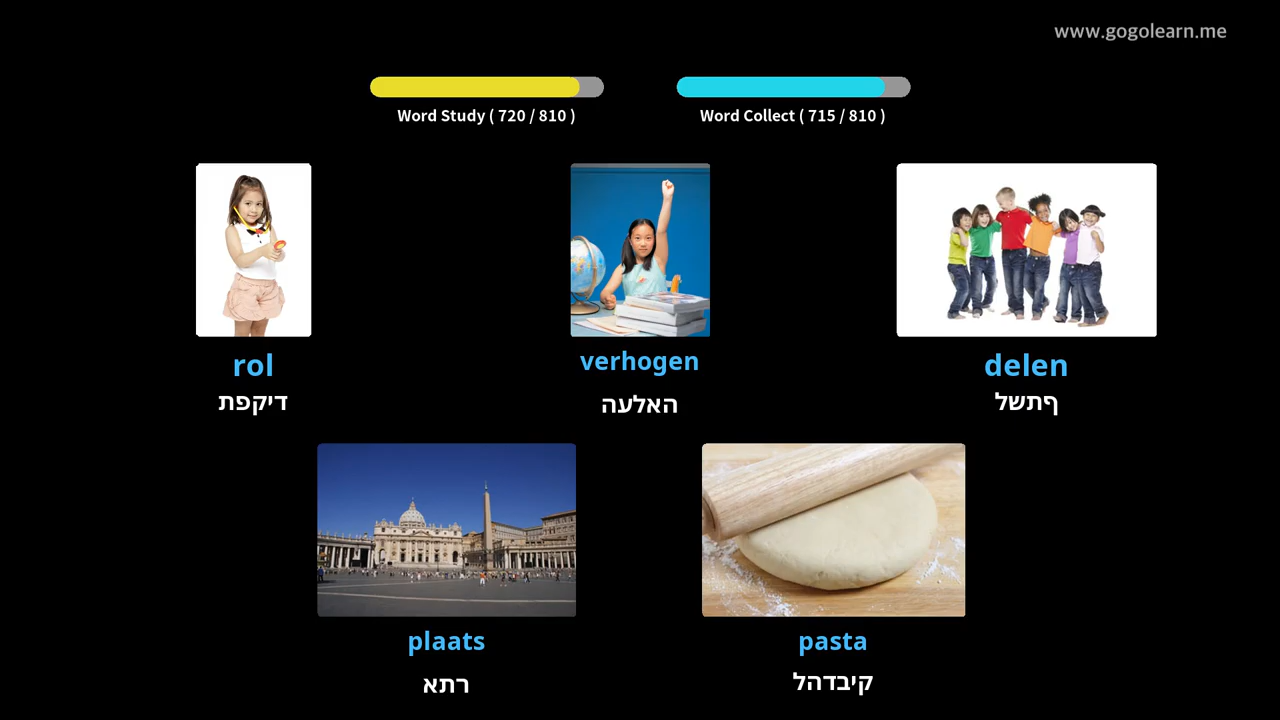 www.gogolearn.me
Word Study ( 720 / 810 )
Word Collect ( 715 / 810 )
rol
דיקפת
verhogen
האלעה
delen
ףתשל
plaats
רתא
pasta
קיבדהל